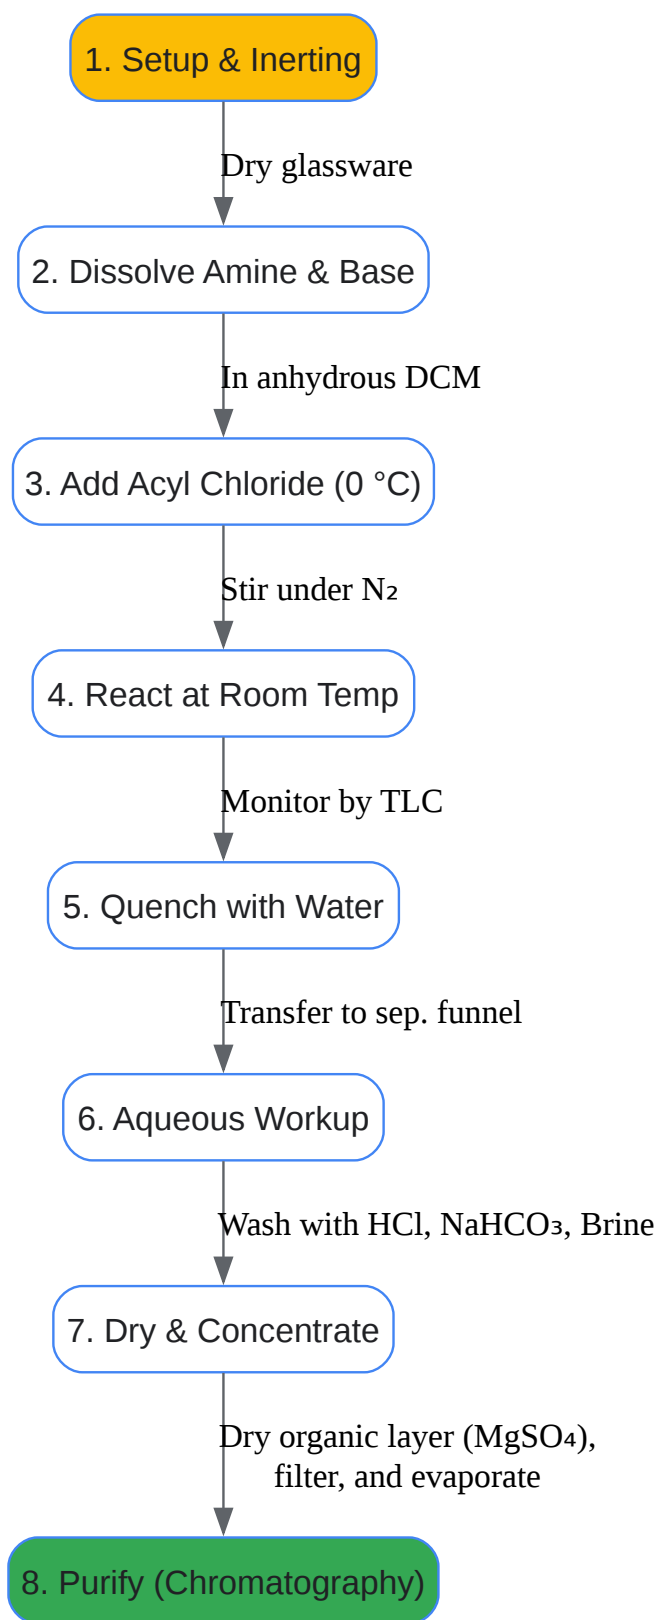 1. Setup & Inerting
Dry glassware
2. Dissolve Amine & Base
In anhydrous DCM
3. Add Acyl Chloride (0 °C)
Stir under N₂
4. React at Room Temp
Monitor by TLC
5. Quench with Water
Transfer to sep. funnel
6. Aqueous Workup
Wash with HCl, NaHCO₃, Brine
7. Dry & Concentrate
Dry organic layer (MgSO₄),
filter, and evaporate
8. Purify (Chromatography)